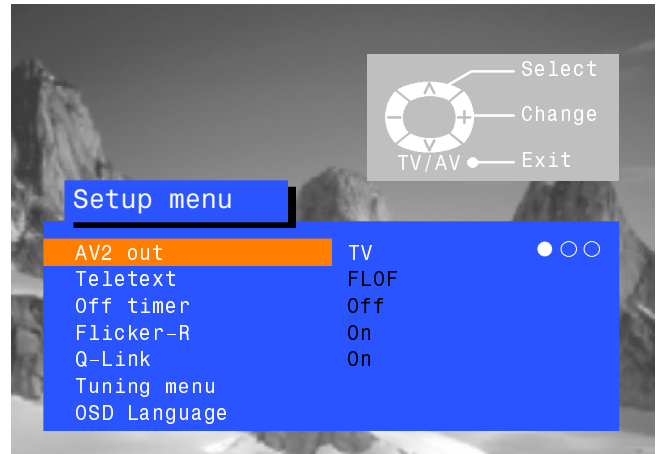 Select
Change
TV/AV Exit
Setup menu
AV2 out TV
Teletext FLOF
Off timer Off
Flicker-R On
Q-Link On
Tuning menu
OSD Language